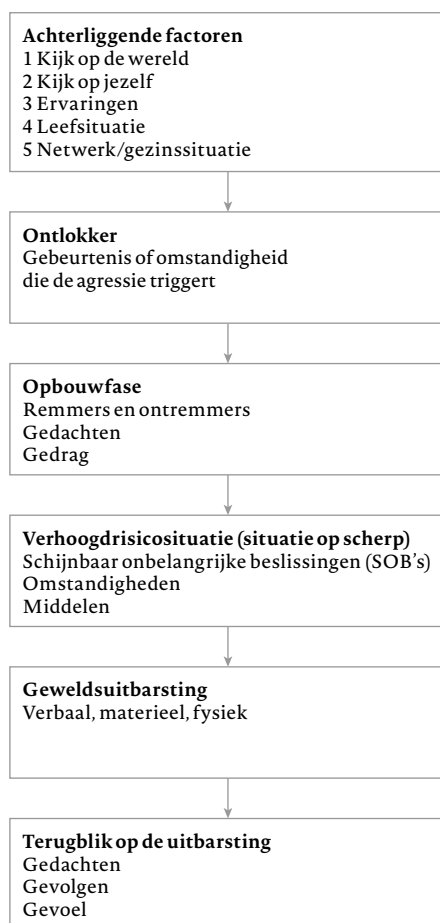 Achterliggende factoren
1 Kijk op de wereld
2 Kijk op jezelf
3 Ervaringen
4 Leefsituatie
5 Netwerk/gezinssituatie
Ontlokker
Gebeurtenis of omstandigheid
die de agressie triggert
Opbouwfase
Remmers en ontremmers
Gedachten
Gedrag
Verhoogdrisicosituatie (situatie op scherp)
Schijnbaar onbelangrijke beslissingen (SOB's)
Omstandigheden
Middelen
Geweldsuitbarsting
Verbaal, materieel, fysiek
Terugblik op de uitbarsting
Gedachten
Gevolgen
Gevoel